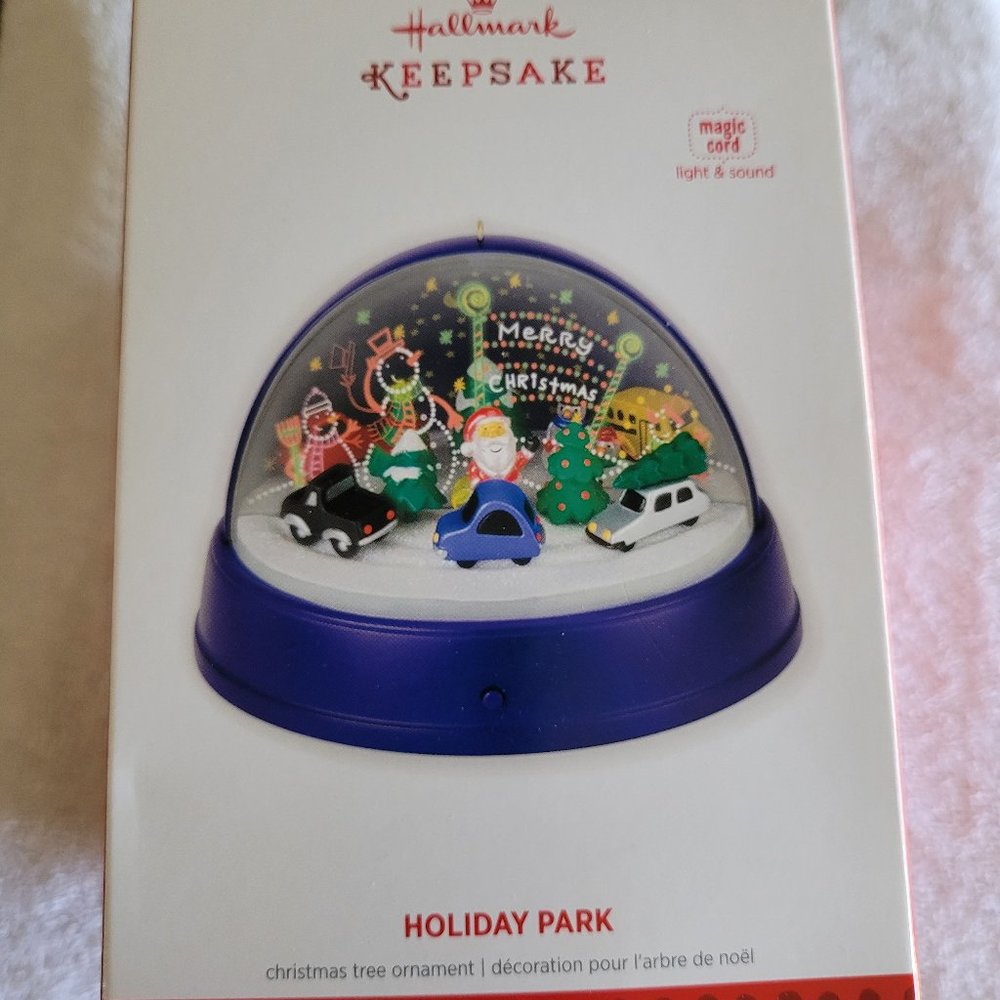 Hallmark
KEEPSAKE
magic
cord
light & sound
MeRRy
CHRistmAs
HOLIDAY PARK
christmas tree ornament | décoration pour l'arbre de noël